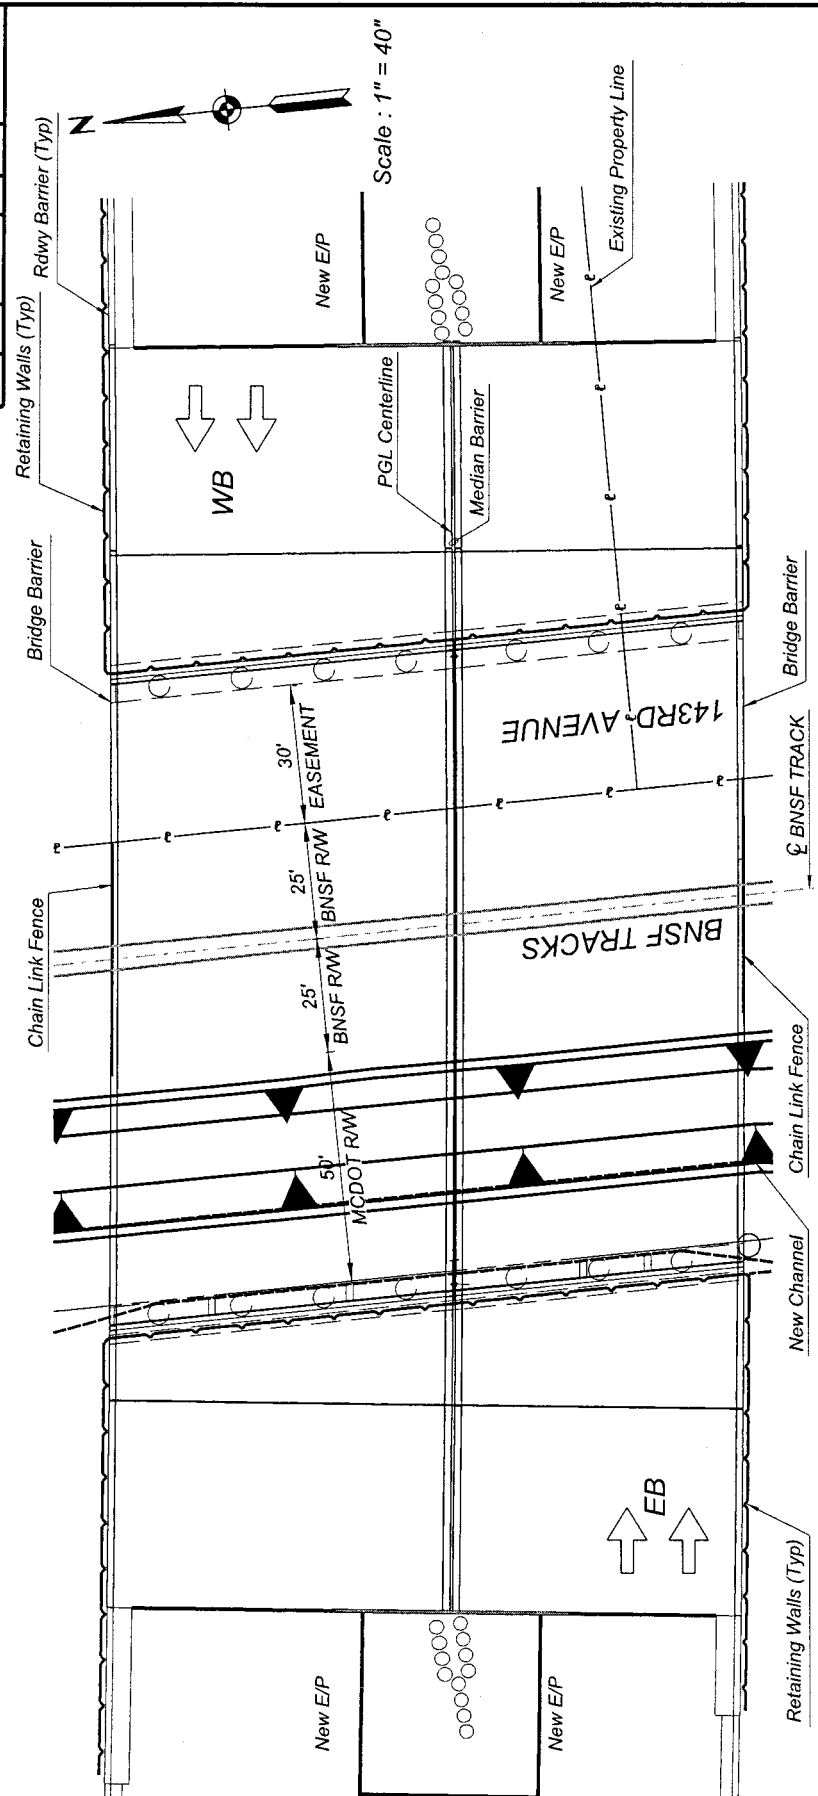 N
Scale : 1" = 40"
Rdwy Barrier (Typ)
Retaining Walls (Typ)
Existing Property Line
New E/P
New E/P
WB
PGL Centerline
Median Barrier
Bridge Barrier
Bridge Barrier
30'
EASEMENT
143RD AVENUE
25'
BNSF R/W
25'
BNSF R/W
BNSF TRACKS
℄ BNSF TRACK
Chain Link Fence
Chain Link Fence
50'
MCDOT R/W
New Channel
EB
Retaining Walls (Typ)
New E/P
New E/P